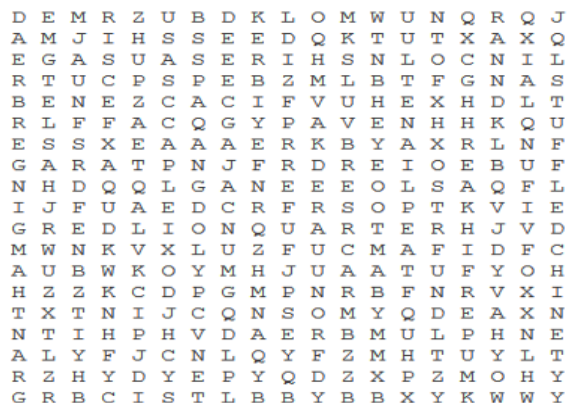 D E M R Z U B D K L O M W U N Q R Q J
A M J I H S S E E D Q K T U T X A X Q
E G A S U A S E R I H S N L O C N I L
R T U C P S P E B Z M L B T F G N A S
B E N E Z C A C I F V U H E X H D L T
R L F F A C Q G Y P A V E N H H K Q U
E S S X E A A A E R K B Y A X R L N F
G A R A T P N J F R D R E I O E B U F
N H D Q Q L G A N E E E O L S A Q F L
I J F U A E D C R F R S O P T K V I E
G R E D L I O N Q U A R T E R H J V D
M W N K V X L U Z F U C M A F I D F C
A U B W K O Y M H J U A A T U F Y O H
H Z Z K C D P G M P N R B F N R V X I
T X T N I J C Q N S O M Y Q D E A X N
N T I H P H V D A E R B M U L P H N E
A L Y F J C N L Q Y F Z M H T U Y L T
R Z H Y D Y E P Y Q D Z X P Z M O H Y
G R B C I S T L B B Y B B X Y K W W Y